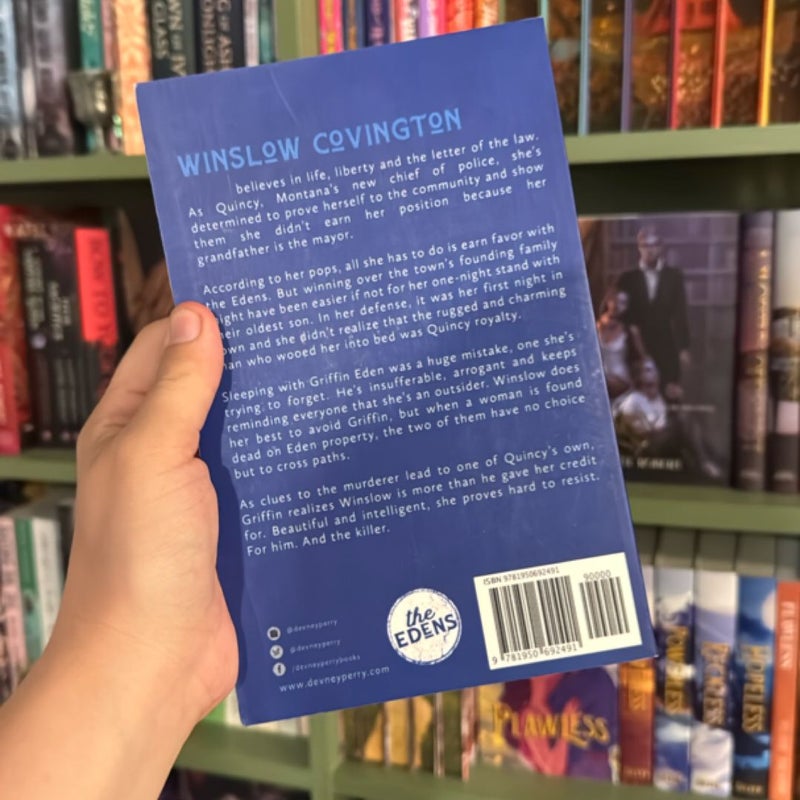 WINSLOW COVINGTON
believes in life, liberty and the letter of the law.
As Quincy, Montana's new chief of police, she's
determined to prove herself to the community and show
them she didn't earn her position because her
grandfather is the mayor.
According to her pops, all she has to do is earn favor with
the Edens. But winning over the town's founding family
ight have been easier if not for her one-night stand with
heir oldest son. In her defense, it was her first night in
own and she didn't realize that the rugged and charming
an who wooed her into bed was Quincy royalty.
Sleeping with Griffin Eden was a huge mistake, one she's
trying to forget. He's insufferable, arrogant and keeps
reminding everyone that she's an outsider. Winslow does
her best to avoid Griffin, but when a woman is found
dead on Eden property, the two of them have no choice
but to cross paths.
As clues to the murderer lead to one of Quincy's own,
Griffin realizes Winslow is more than he gave her credit
for. Beautiful and intelligent, she proves hard to resist.
For him. And the killer.
@devneyperry
@devneyperry
/devneyperrybooks
www.devneyperry.com
the
EDENS
ISBN 9781950692491
90000
9 781950 692491
FLAWLESS
POWERLESS
RECKLESS
HOPELESS
FEARLESS